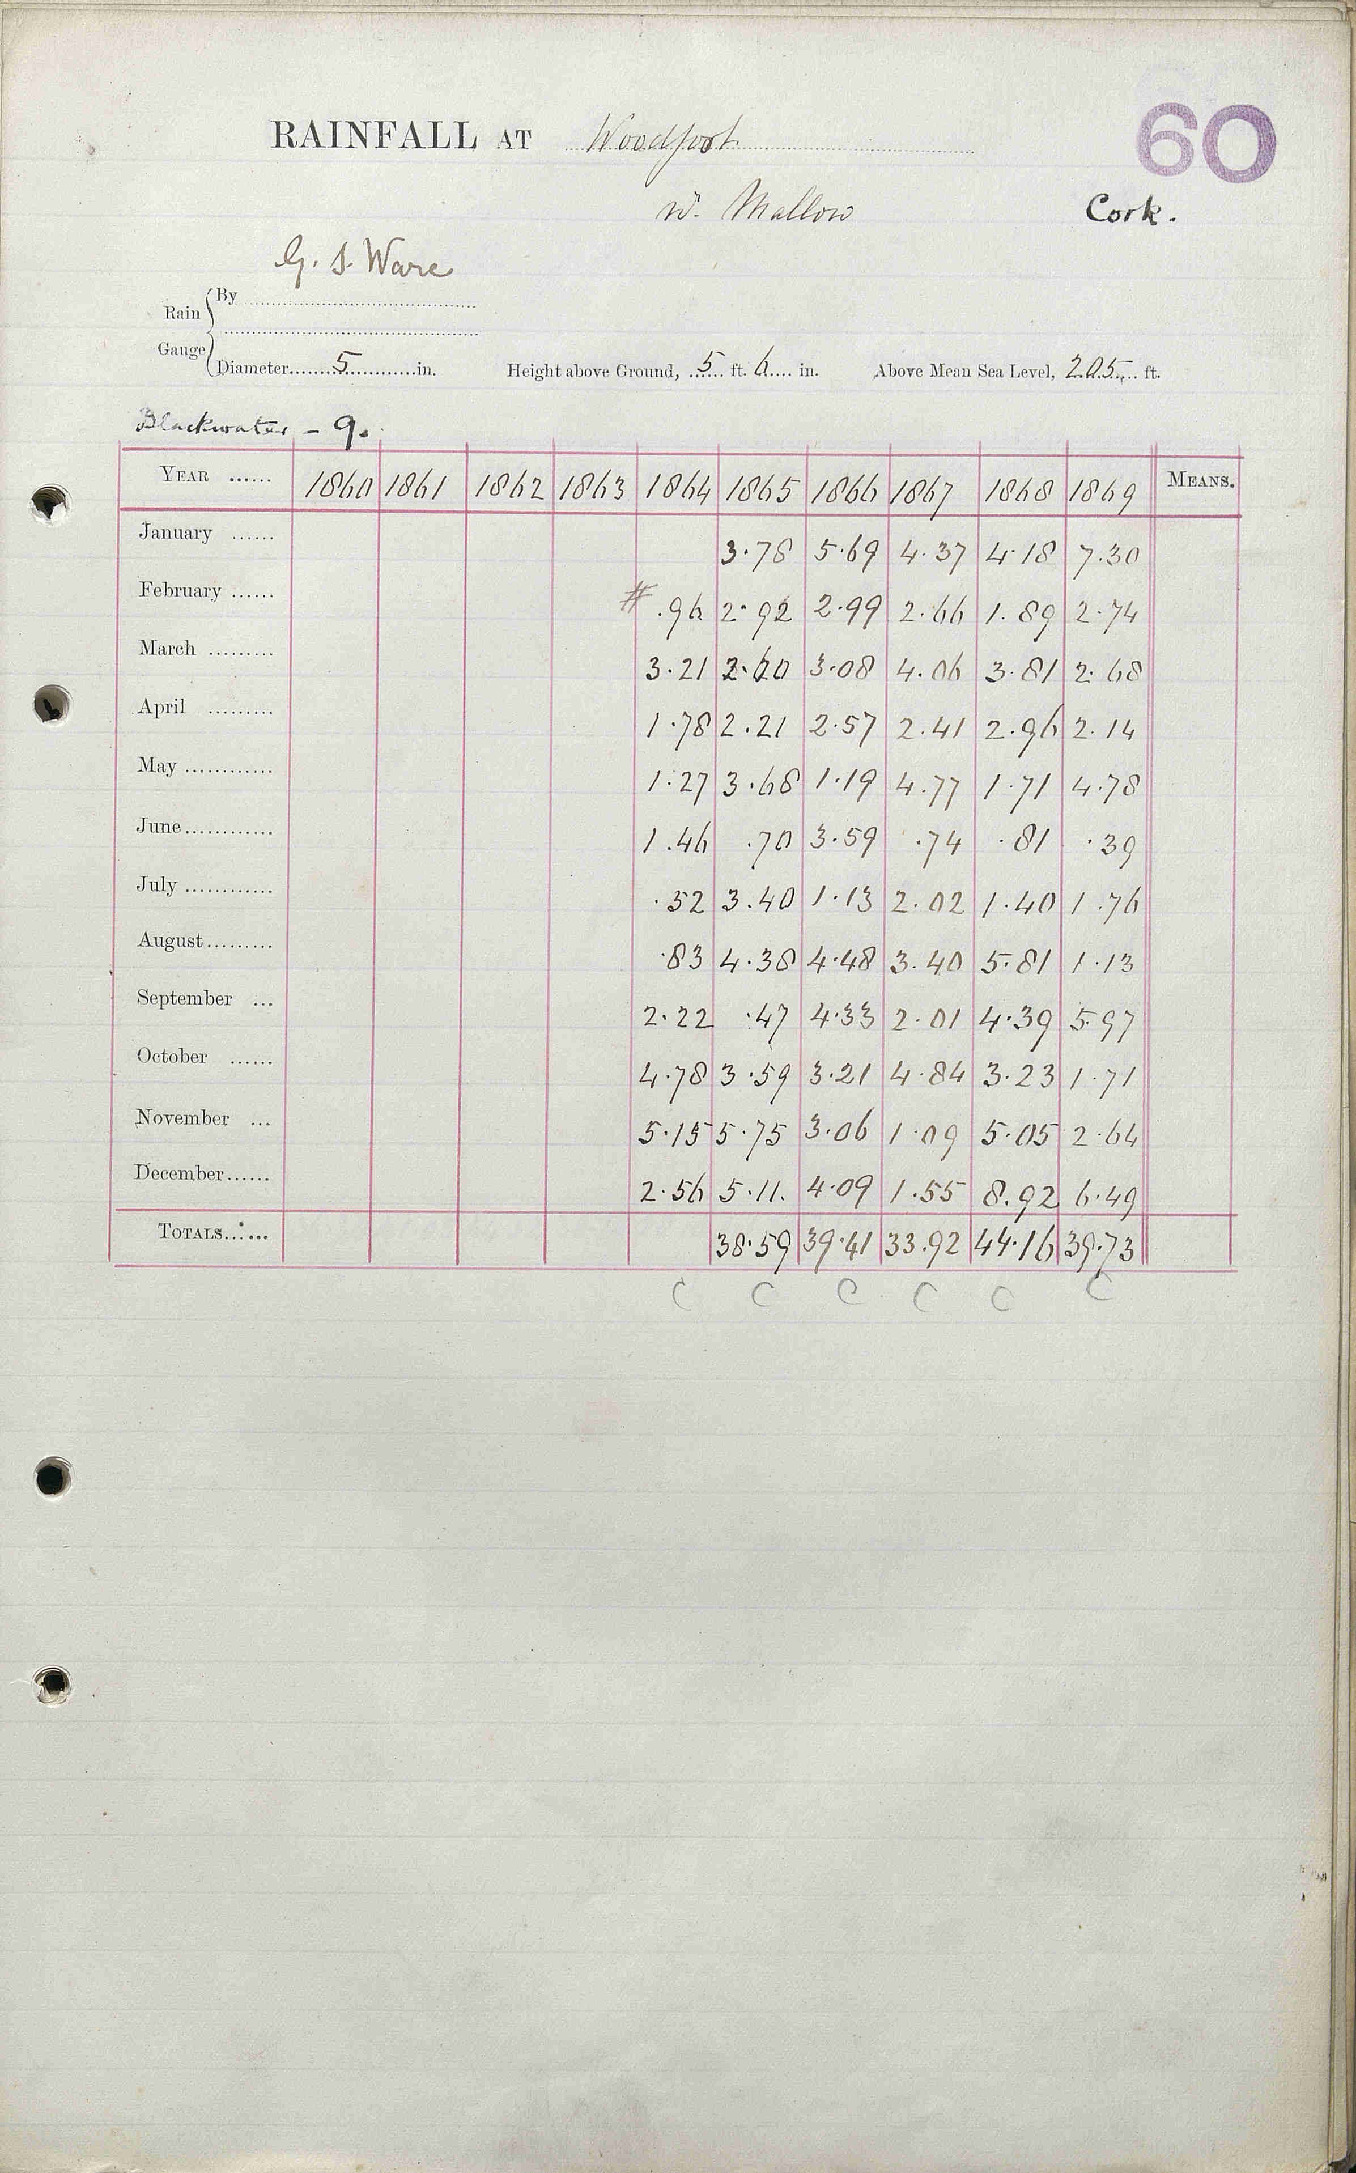 60
RAINFALL AT Woodfort
nr. Mallow Cork.
G. S. Ware
Rain Gauge By
Diameter 5 in. Height above Ground, 5 ft. 6 in. Above Mean Sea Level, 205 ft.
Blackwater - 9.
YEAR 1860 1861 1862 1863 1864 1865 1866 1867 1868 1869 MEANS.
January 3.78 5.69 4.37 4.18 7.30
February # .96 2.92 2.99 2.66 1.89 2.74
March 3.21 2.60 3.08 4.06 3.81 2.68
April 1.78 2.21 2.57 2.41 2.96 2.14
May 1.27 3.68 1.19 4.77 1.71 4.78
June 1.46 .70 3.59 .74 .81 .39
July .52 3.40 1.13 2.02 1.40 1.76
August .83 4.38 4.48 3.40 5.81 1.13
September 2.22 .47 4.33 2.01 4.39 5.97
October 4.78 3.59 3.21 4.84 3.23 1.71
November 5.15 5.75 3.06 1.09 5.05 2.64
December 2.56 5.11. 4.09 1.55 8.92 6.49
TOTALS 38.59 39.41 33.92 44.16 39.73
C C C C C C